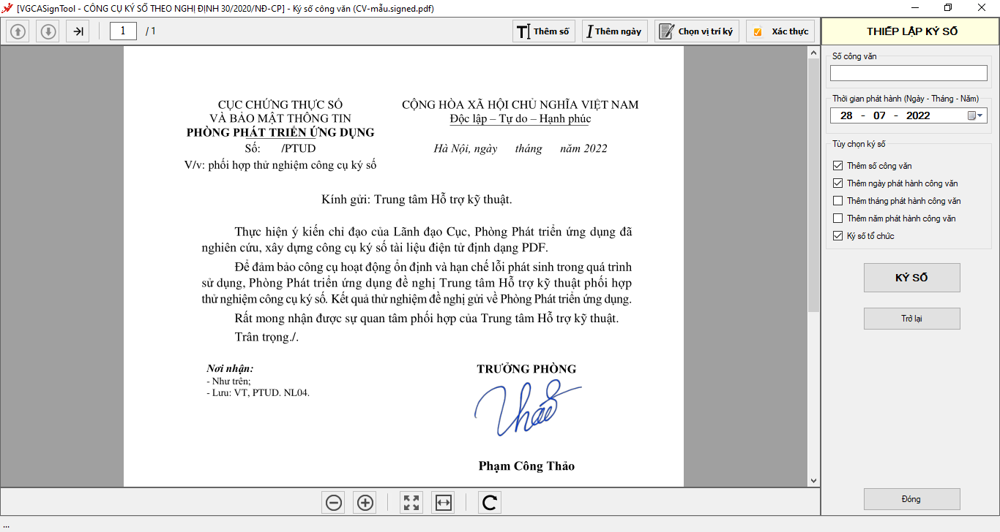 [VGCASignTool - CÔNG CỤ KÝ SỐ THEO NGHỊ ĐỊNH 30/2020/NĐ-CP] - Ký số công văn (CV-mẫu.signed.pdf)
1 / 1
Thêm số
Thêm ngày
Chọn vị trí ký
Xác thực
THIẾP LẬP KÝ SỐ
CỤC CHỨNG THỰC SỐ
VÀ BẢO MẬT THÔNG TIN
PHÒNG PHÁT TRIỂN ỨNG DỤNG
Số: /PTUD
V/v: phối hợp thử nghiệm công cụ ký số
CỘNG HÒA XÃ HỘI CHỦ NGHĨA VIỆT NAM
Độc lập – Tự do – Hạnh phúc
Hà Nội, ngày tháng năm 2022
Kính gửi: Trung tâm Hỗ trợ kỹ thuật.
Thực hiện ý kiến chỉ đạo của Lãnh đạo Cục, Phòng Phát triển ứng dụng đã
nghiên cứu, xây dựng công cụ ký số tài liệu điện tử định dạng PDF.
Để đảm bảo công cụ hoạt động ổn định và hạn chế lỗi phát sinh trong quá trình
sử dụng, Phòng Phát triển ứng dụng đề nghị Trung tâm Hỗ trợ kỹ thuật phối hợp
thử nghiệm công cụ ký số. Kết quả thử nghiệm đề nghị gửi về Phòng Phát triển ứng dụng.
Rất mong nhận được sự quan tâm phối hợp của Trung tâm Hỗ trợ kỹ thuật.
Trân trọng./.
Nơi nhận:
- Như trên;
- Lưu: VT, PTUD. NL04.
TRƯỞNG PHÒNG
Thảo
Phạm Công Thảo
Số công văn
Thời gian phát hành (Ngày - Tháng - Năm)
28 - 07 - 2022
Tùy chọn ký số
Thêm số công văn
Thêm ngày phát hành công văn
Thêm tháng phát hành công văn
Thêm năm phát hành công văn
Ký số tổ chức
KÝ SỐ
Trở lại
Đóng
...